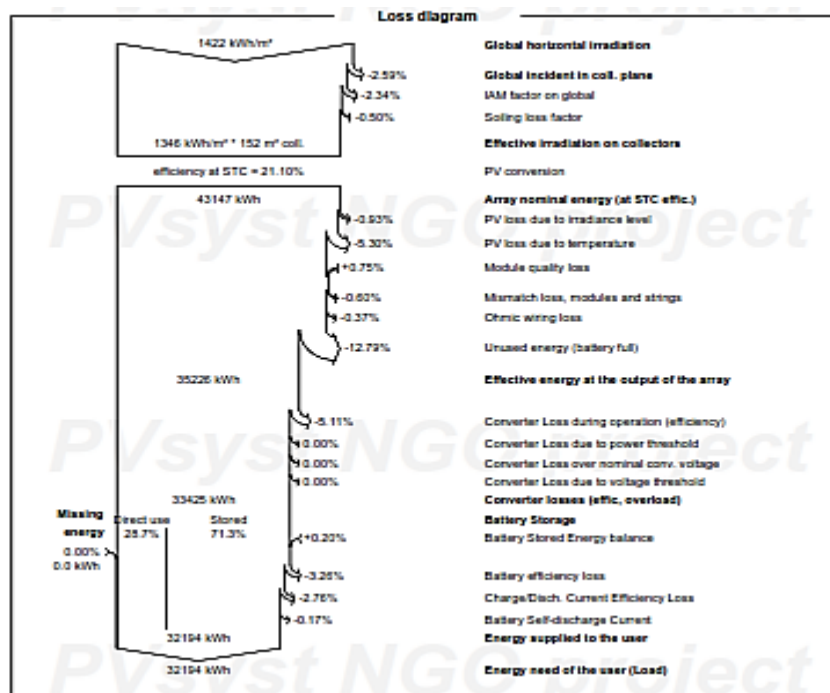 Loss diagram
1422 kWh/m² Global horizontal irradiation
-2.59% Global incident in coll. plane
-2.34% IAM factor on global
-0.50% Soiling loss factor
1346 kWh/m² * 152 m² coll. Effective irradiation on collectors
efficiency at STC = 21.10% PV conversion
43147 kWh Array nominal energy (at STC effic.)
-0.93% PV loss due to irradiance level
-5.30% PV loss due to temperature
+0.75% Module quality loss
-0.60% Mismatch loss, modules and strings
-0.37% Ohmic wiring loss
-12.79% Unused energy (battery full)
35226 kWh Effective energy at the output of the array
-5.11% Converter Loss during operation (efficiency)
0.00% Converter Loss due to power threshold
0.00% Converter Loss over nominal conv. voltage
0.00% Converter Loss due to voltage threshold
33425 kWh Converter losses (effic, overload)
Missing Direct use Stored Battery Storage
energy 28.7% 71.3% +0.20% Battery Stored Energy balance
0.00%
0.0 kWh
-3.26% Battery efficiency loss
-2.76% Charge/Disch. Current Efficiency Loss
-0.17% Battery Self-discharge Current
32194 kWh Energy supplied to the user
32194 kWh Energy need of the user (Load)
PVsyst NGO project
PVsyst NGO project
PVsyst NGO project
PVsyst NGO project